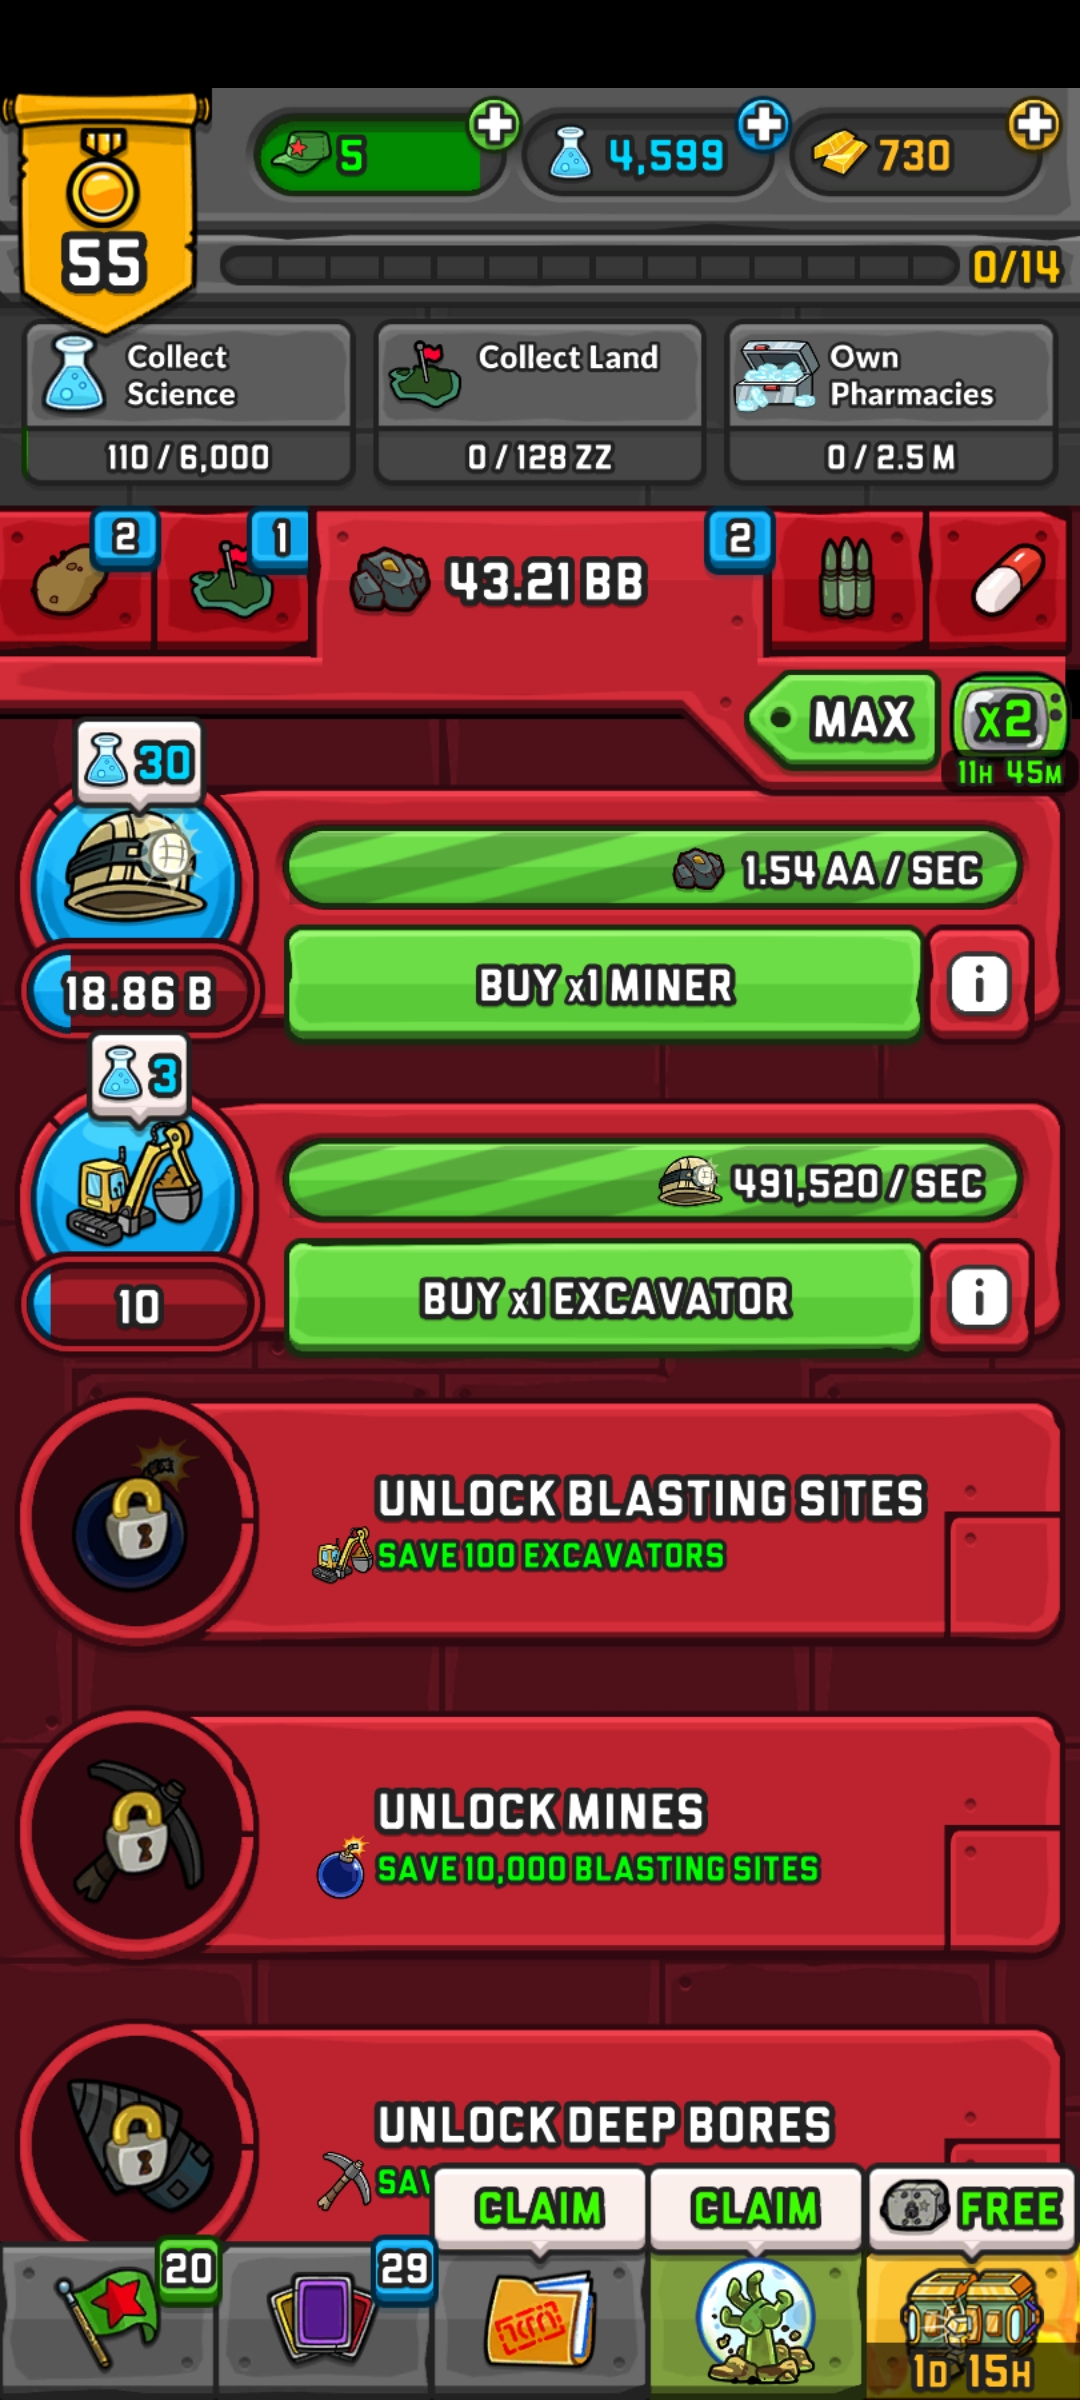 5
4,599
730
55
0/14
Collect
Science
110 / 6,000
Collect Land
0 / 128 ZZ
Own
Pharmacies
0 / 2.5 M
2
1
43.21 BB
2
MAX
x2
11H 45M
30
1.54 AA / SEC
18.86 B
BUY x1 MINER
i
3
491,520 / SEC
10
BUY x1 EXCAVATOR
i
UNLOCK BLASTING SITES
SAVE 100 EXCAVATORS
UNLOCK MINES
SAVE 10,000 BLASTING SITES
UNLOCK DEEP BORES
CLAIM
CLAIM
FREE
20
29
1D 15H